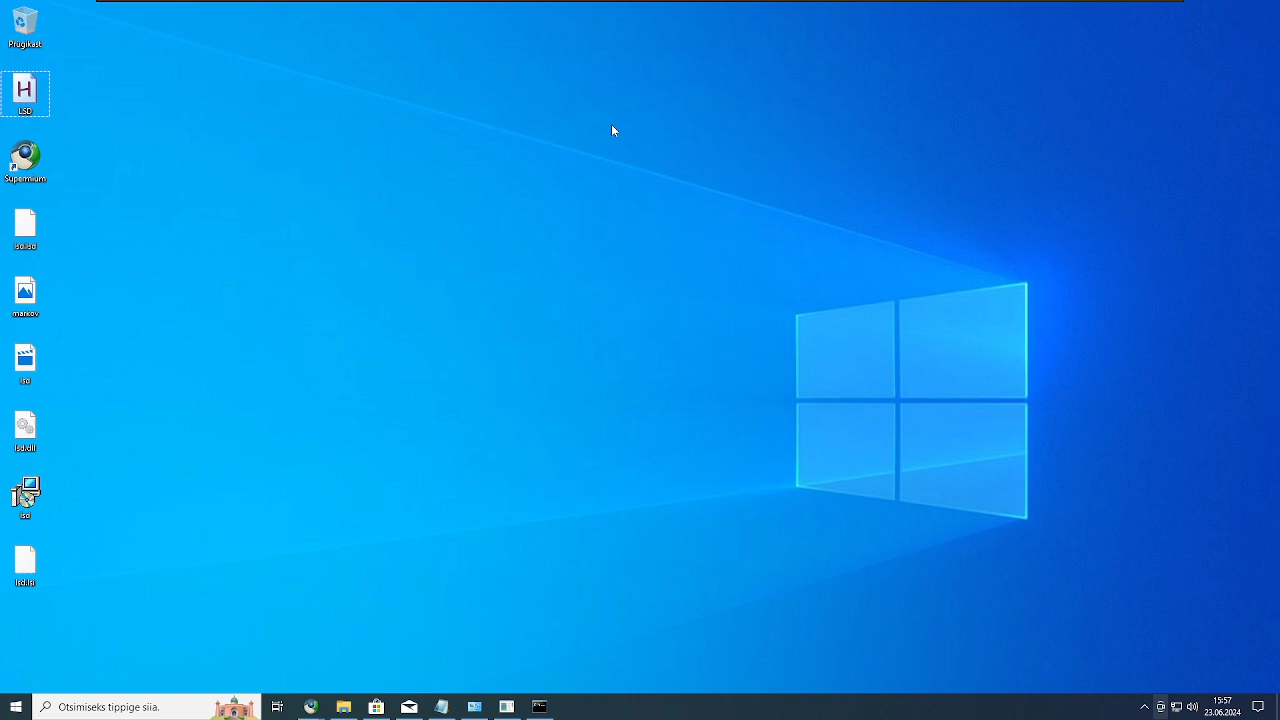 Prügikast
LSD
Supermium
lsd.lsd
markov
lsd
lsd.dll
lsd
lsd.lsi
Otsimiseks tippige siia.
15:57
23.06.2024